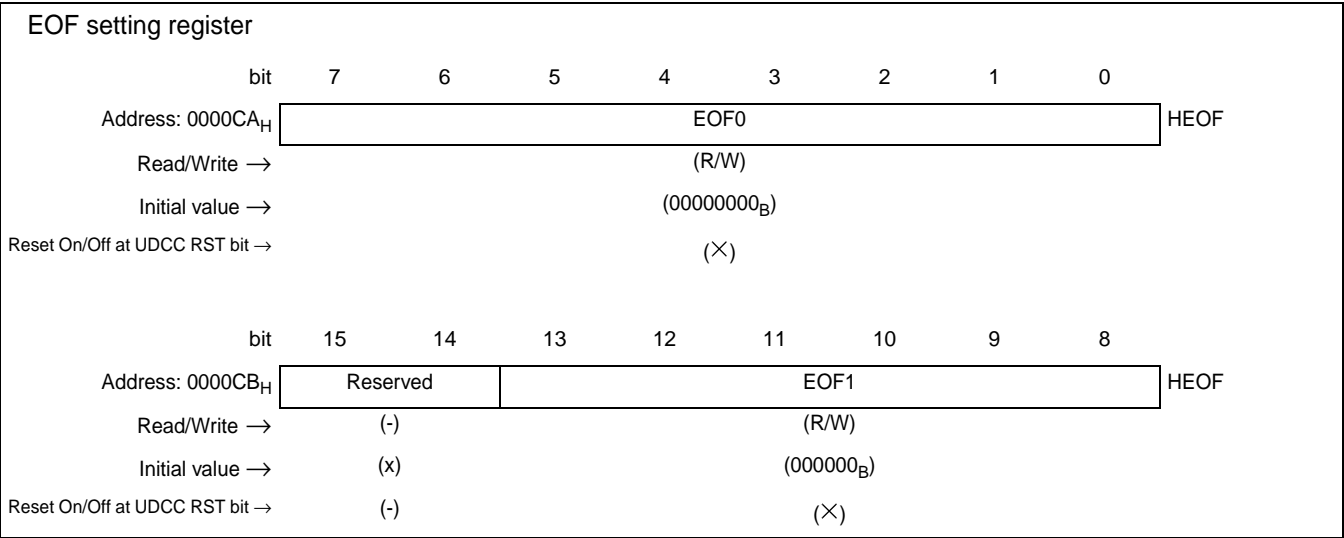 EOF setting register
bit 7 6 5 4 3 2 1 0
Address: 0000CAH EOF0 HEOF
Read/Write → (R/W)
Initial value → (00000000B)
Reset On/Off at UDCC RST bit → (×)
bit 15 14 13 12 11 10 9 8
Address: 0000CBH Reserved EOF1 HEOF
Read/Write → (-) (R/W)
Initial value → (x) (000000B)
Reset On/Off at UDCC RST bit → (-) (×)